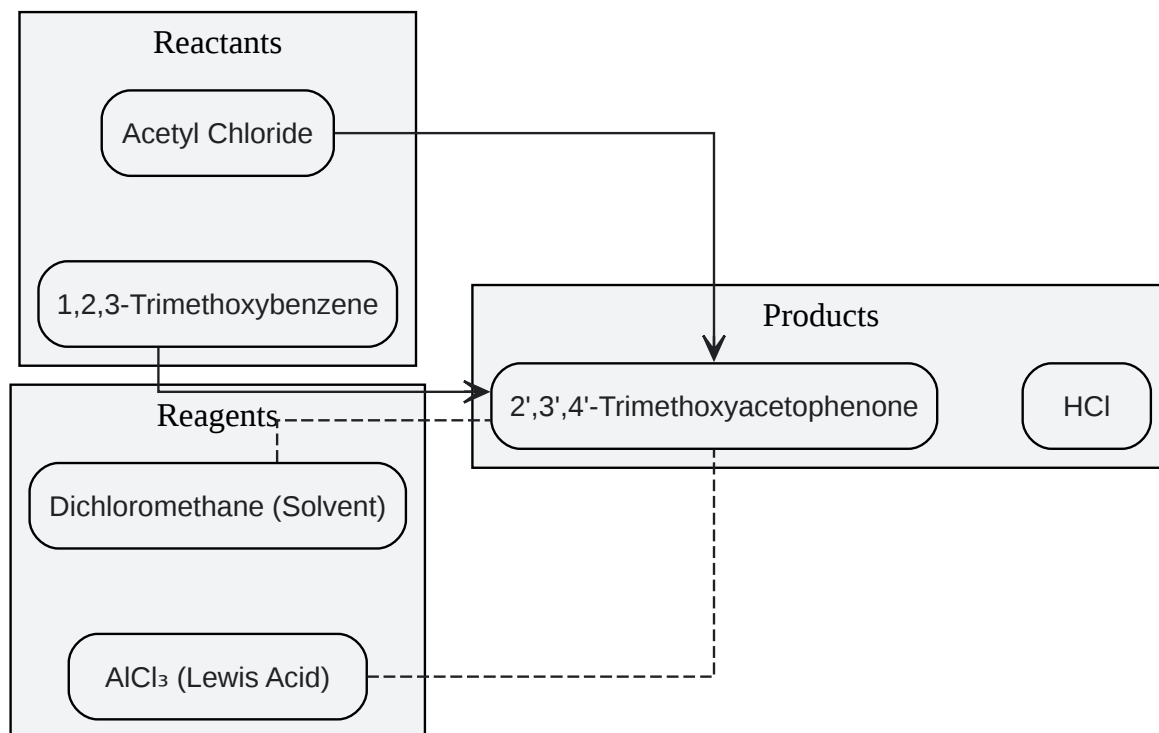 Reactants
Acetyl Chloride
1,2,3-Trimethoxybenzene
Products
2',3',4'-Trimethoxyacetophenone
HCl
Reagents
Dichloromethane (Solvent)
AlCl₃ (Lewis Acid)